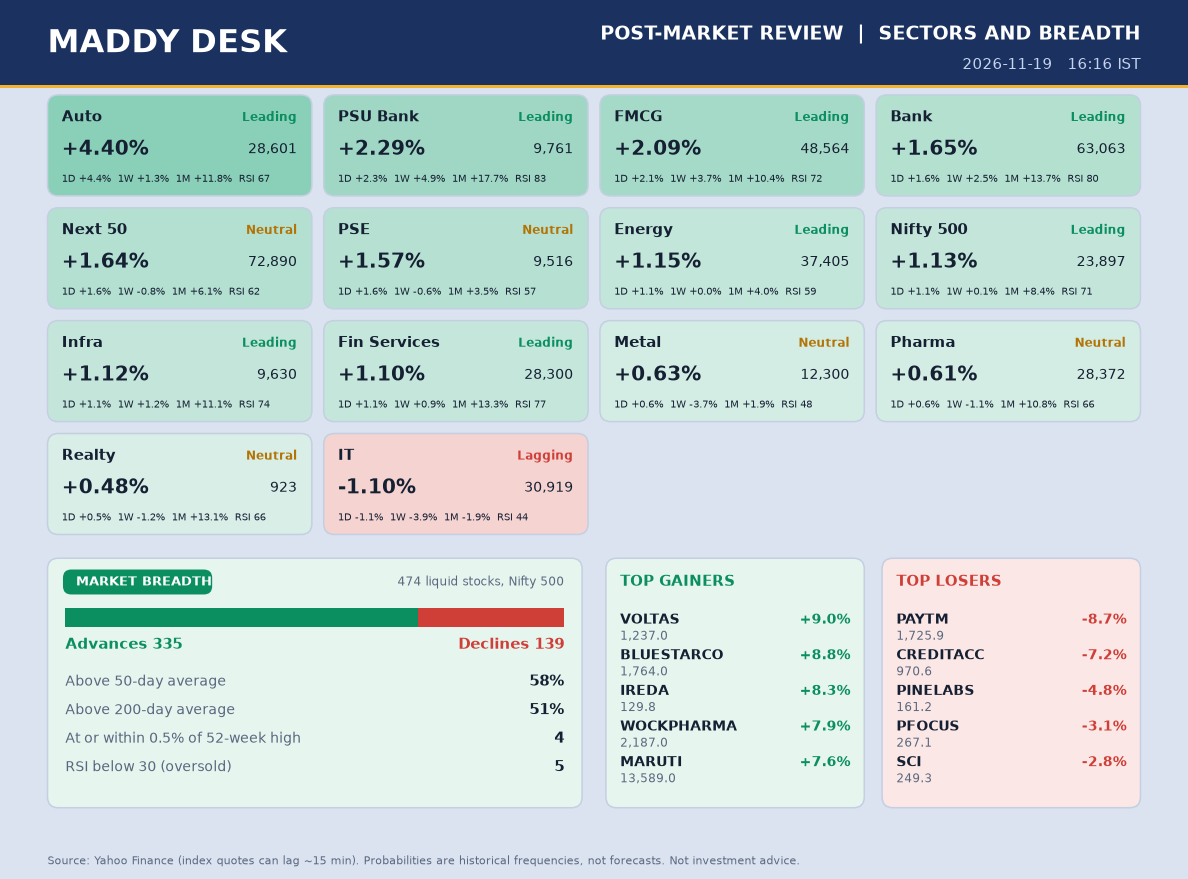 MADDY DESK
POST-MARKET REVIEW | SECTORS AND BREADTH
2026-11-19 16:16 IST
Auto Leading
+4.40% 28,601
1D +4.4% 1W +1.3% 1M +11.8% RSI 67
PSU Bank Leading
+2.29% 9,761
1D +2.3% 1W +4.9% 1M +17.7% RSI 83
FMCG Leading
+2.09% 48,564
1D +2.1% 1W +3.7% 1M +10.4% RSI 72
Bank Leading
+1.65% 63,063
1D +1.6% 1W +2.5% 1M +13.7% RSI 80
Next 50 Neutral
+1.64% 72,890
1D +1.6% 1W -0.8% 1M +6.1% RSI 62
PSE Neutral
+1.57% 9,516
1D +1.6% 1W -0.6% 1M +3.5% RSI 57
Energy Leading
+1.15% 37,405
1D +1.1% 1W +0.0% 1M +4.0% RSI 59
Nifty 500 Leading
+1.13% 23,897
1D +1.1% 1W +0.1% 1M +8.4% RSI 71
Infra Leading
+1.12% 9,630
1D +1.1% 1W +1.2% 1M +11.1% RSI 74
Fin Services Leading
+1.10% 28,300
1D +1.1% 1W +0.9% 1M +13.3% RSI 77
Metal Neutral
+0.63% 12,300
1D +0.6% 1W -3.7% 1M +1.9% RSI 48
Pharma Neutral
+0.61% 28,372
1D +0.6% 1W -1.1% 1M +10.8% RSI 66
Realty Neutral
+0.48% 923
1D +0.5% 1W -1.2% 1M +13.1% RSI 66
IT Lagging
-1.10% 30,919
1D -1.1% 1W -3.9% 1M -1.9% RSI 44
MARKET BREADTH 474 liquid stocks, Nifty 500
Advances 335 Declines 139
Above 50-day average 58%
Above 200-day average 51%
At or within 0.5% of 52-week high 4
RSI below 30 (oversold) 5
TOP GAINERS
VOLTAS +9.0%
1,237.0
BLUESTARCO +8.8%
1,764.0
IREDA +8.3%
129.8
WOCKPHARMA +7.9%
2,187.0
MARUTI +7.6%
13,589.0
TOP LOSERS
PAYTM -8.7%
1,725.9
CREDITACC -7.2%
970.6
PINELABS -4.8%
161.2
PFOCUS -3.1%
267.1
SCI -2.8%
249.3
Source: Yahoo Finance (index quotes can lag ~15 min). Probabilities are historical frequencies, not forecasts. Not investment advice.